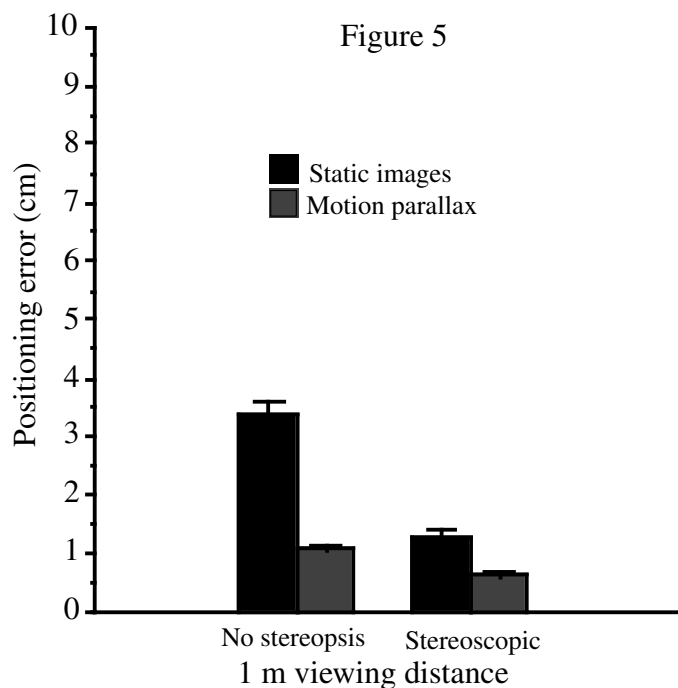 Figure 5
10
9
8
7
6
5
4
3
2
1
0
Positioning error (cm)
Static images
Motion parallax
No stereopsis
Stereoscopic
1 m viewing distance